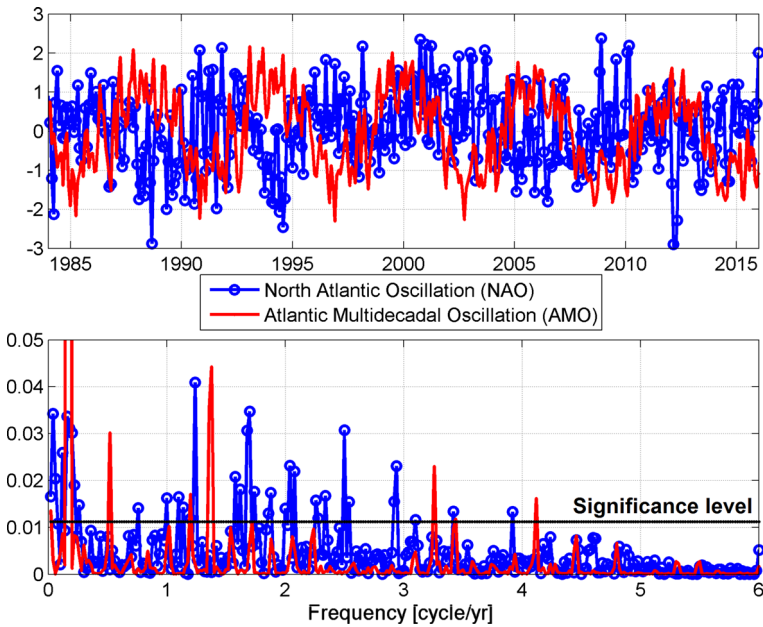 3
2
1
0
-1
-2
-3
1985 1990 1995 2000 2005 2010 2015
North Atlantic Oscillation (NAO)
Atlantic Multidecadal Oscillation (AMO)
0.05
0.04
0.03
0.02
Significance level
0.01
0
0 1 2 3 4 5 6
Frequency [cycle/yr]